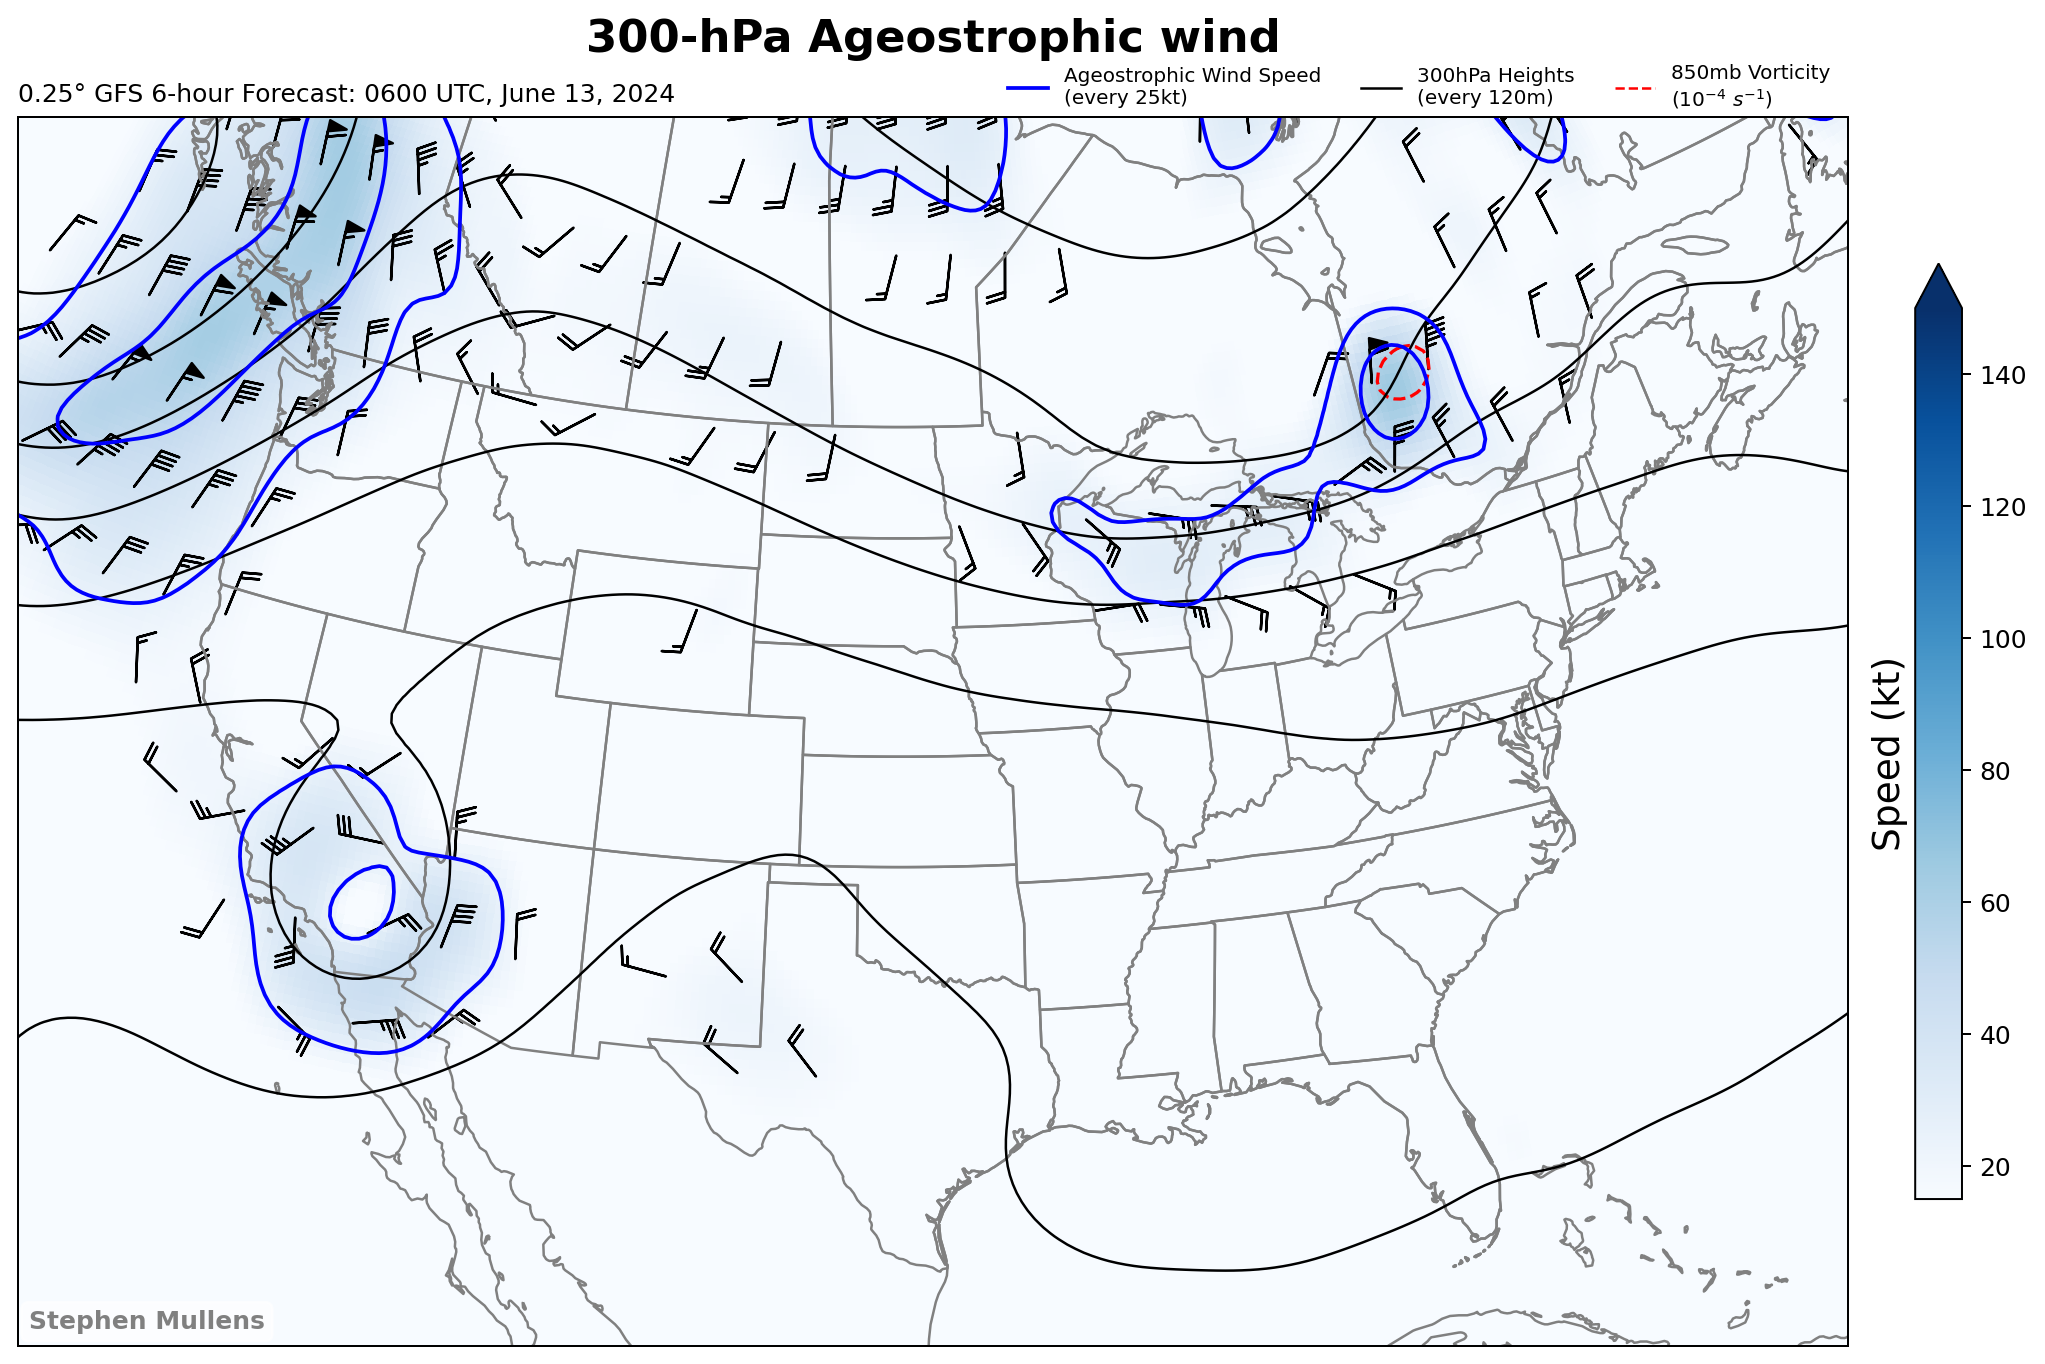 300-hPa Ageostrophic wind
0.25° GFS 6-hour Forecast: 0600 UTC, June 13, 2024
Ageostrophic Wind Speed
(every 25kt)
300hPa Heights
(every 120m)
850mb Vorticity
(10⁻⁴ s⁻¹)
140
120
100
80
60
40
20
Speed (kt)
Stephen Mullens